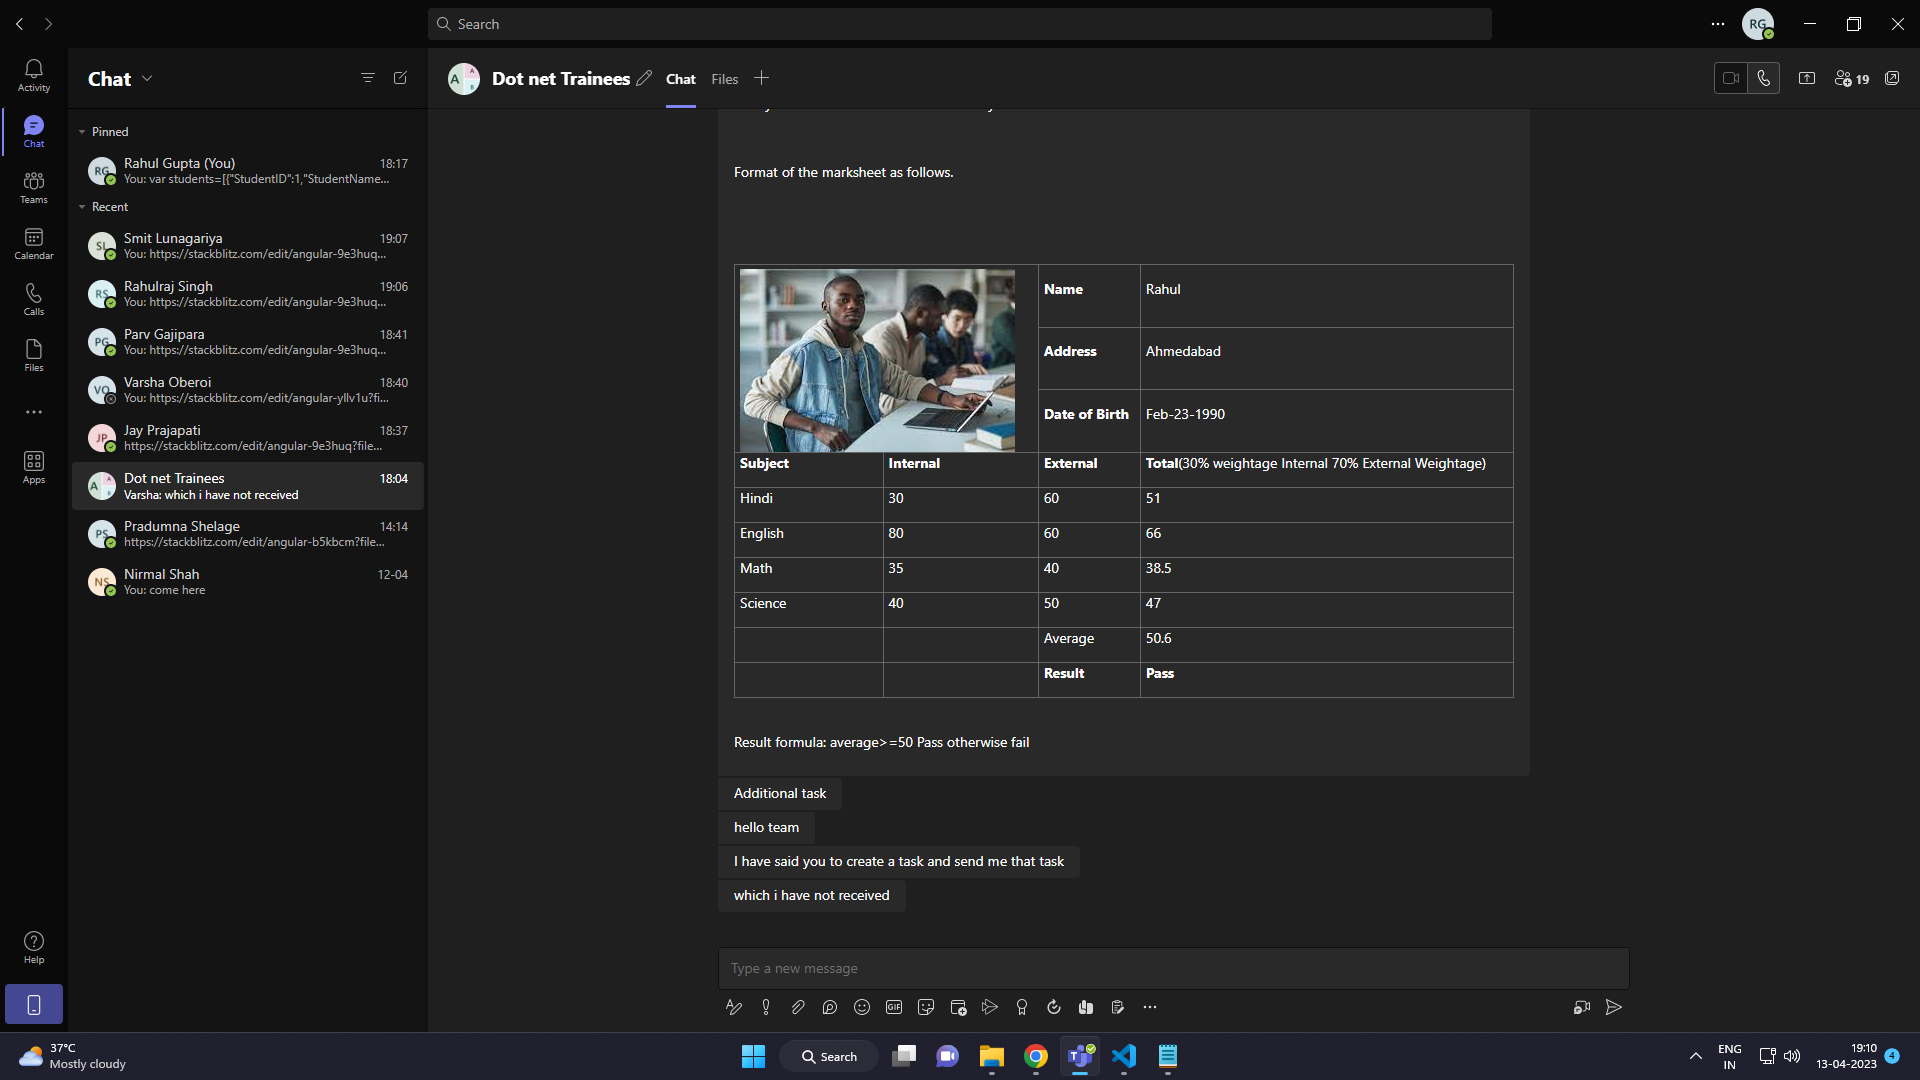 Search
RG
Activity
Chat
Teams
Calendar
Calls
Files
Apps
Help
Chat
Pinned
RG
Rahul Gupta (You) 18:17
You: var students=[{"StudentID":1,"StudentName...
Recent
SL
Smit Lunagariya 19:07
You: https://stackblitz.com/edit/angular-9e3huq...
RS
Rahulraj Singh 19:06
You: https://stackblitz.com/edit/angular-9e3huq...
PG
Parv Gajipara 18:41
You: https://stackblitz.com/edit/angular-9e3huq...
VO
Varsha Oberoi 18:40
You: https://stackblitz.com/edit/angular-yllv1u?fi...
JP
Jay Prajapati 18:37
https://stackblitz.com/edit/angular-9e3huq?file...
A A B
Dot net Trainees 18:04
Varsha: which i have not received
PS
Pradumna Shelage 14:14
https://stackblitz.com/edit/angular-b5kbcm?file...
NS
Nirmal Shah 12-04
You: come here
A A B
Dot net Trainees Chat Files
19
Format of the marksheet as follows.
Name Rahul
Address Ahmedabad
Date of Birth Feb-23-1990
Subject Internal External Total(30% weightage Internal 70% External Weightage)
Hindi 30 60 51
English 80 60 66
Math 35 40 38.5
Science 40 50 47
Average 50.6
Result Pass
Result formula: average>=50 Pass otherwise fail
Additional task
hello team
I have said you to create a task and send me that task
which i have not received
Type a new message
GIF
37°C
Mostly cloudy
Search
ENG
IN
19:10
13-04-2023
4